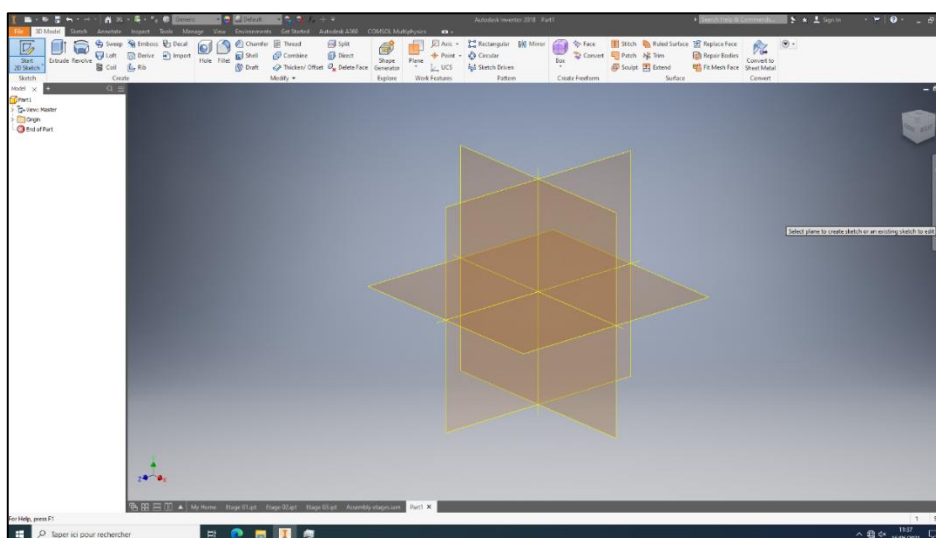 Generic Default Autodesk Inventor 2018 Part1 Search Help & Commands... Sign In
File 3D Model Sketch Annotate Inspect Tools Manage View Environments Get Started Autodesk A360 COMSOL Multiphysics
Start 2D Sketch Extrude Revolve Sweep Emboss Decal Hole Fillet Chamfer Thread Split Shape Generator Plane Axis Rectangular Mirror Box Face Stitch Ruled Surface Replace Face Convert to Sheet Metal
Loft Derive Import Shell Combine Direct Point Circular Convert Patch Trim Repair Bodies
Coil Rib Draft Thicken/ Offset Delete Face UCS Sketch Driven Sculpt Extend Fit Mesh Face
Sketch Create Modify Explore Work Features Pattern Create Freeform Surface Convert
Model
Part1
View: Master
Origin
End of Part
Select plane to create sketch or an existing sketch to edit
My Home Etage 01.ipt Etage 02.ipt Etage 03.ipt Assembly etages.iam Part1
For Help, press F1
Taper ici pour rechercher
11:37